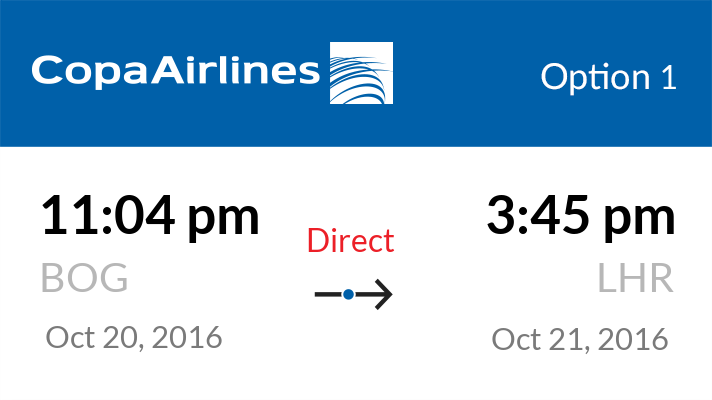 CopaAirlines
Option 1
11:04 pm
BOG
Oct 20, 2016
Direct
3:45 pm
LHR
Oct 21, 2016